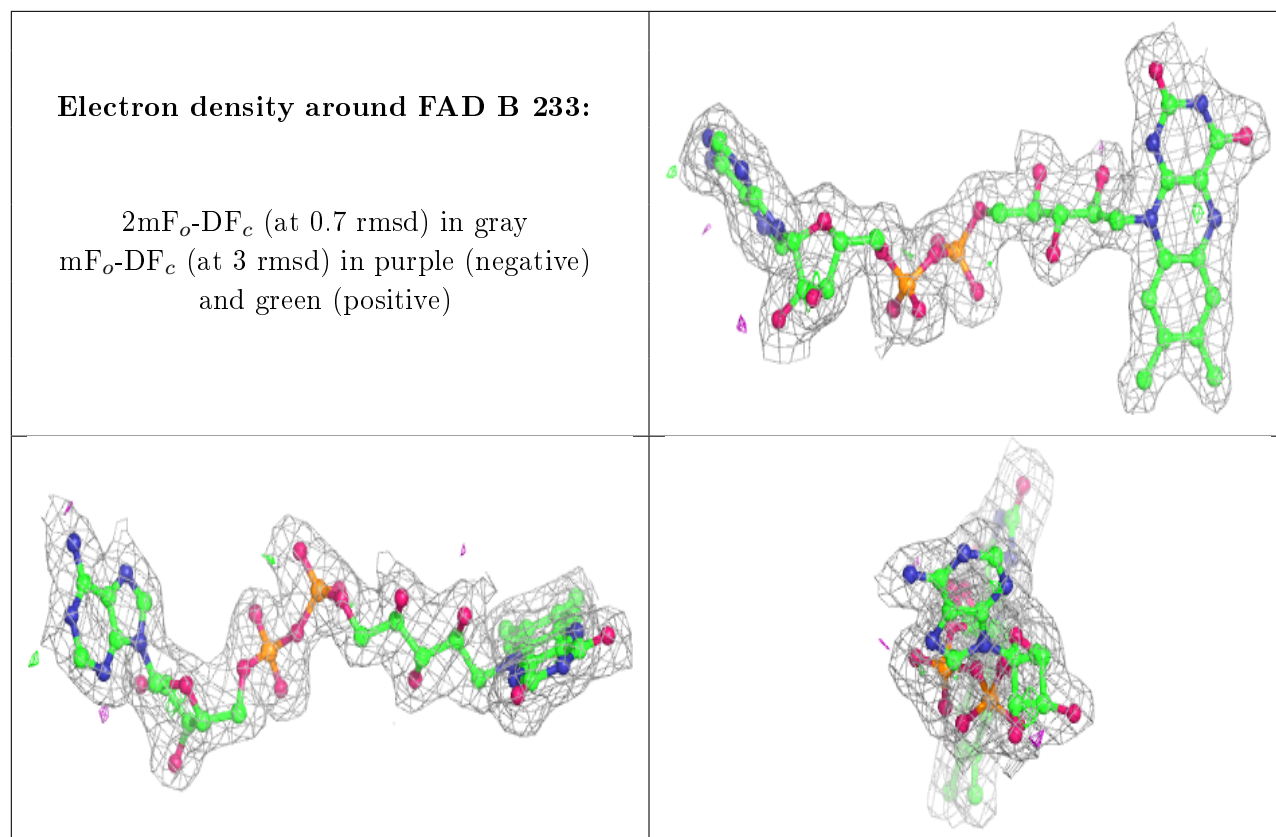 Electron density around FAD B 233:
2mFₒ-DF𝒸 (at 0.7 rmsd) in gray
mFₒ-DF𝒸 (at 3 rmsd) in purple (negative)
and green (positive)